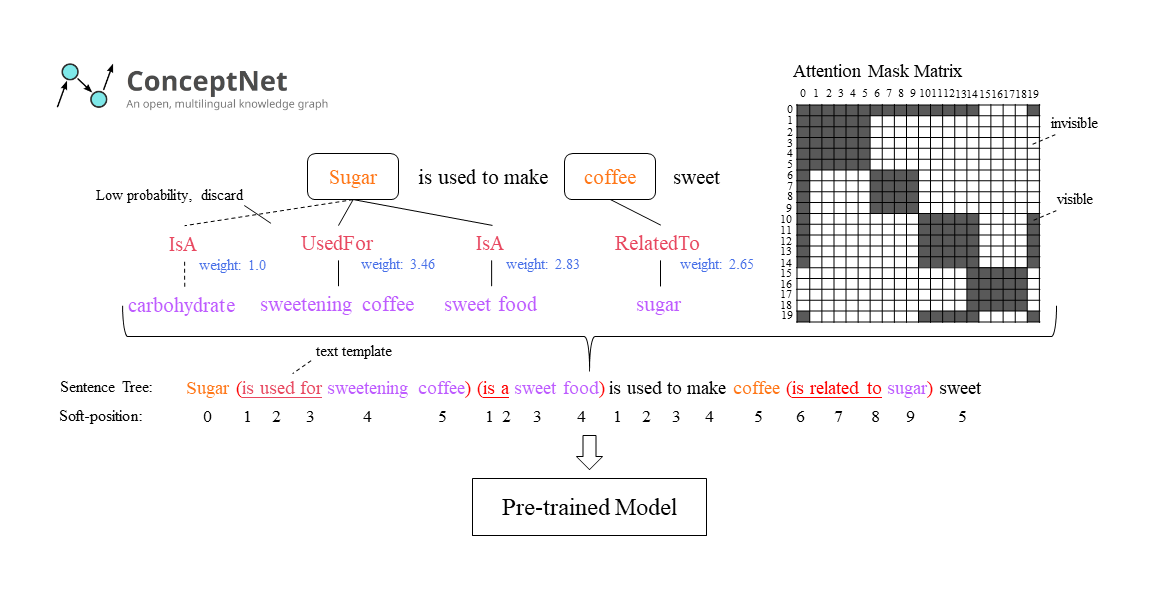 ConceptNet
An open, multilingual knowledge graph
Attention Mask Matrix
0 1 2 3 4 5 6 7 8 9 10 11 12 13 14 15 16 17 18 19
0
1
2
3
4
5
6
7
8
9
10
11
12
13
14
15
16
17
18
19
invisible
visible
Sugar is used to make coffee sweet
Low probability, discard
IsA UsedFor IsA RelatedTo
weight: 1.0 weight: 3.46 weight: 2.83 weight: 2.65
carbohydrate sweetening coffee sweet food sugar
text template
Sentence Tree: Sugar (is used for sweetening coffee) (is a sweet food) is used to make coffee (is related to sugar) sweet
Soft-position: 0 1 2 3 4 5 1 2 3 4 1 2 3 4 5 6 7 8 9 5
Pre-trained Model